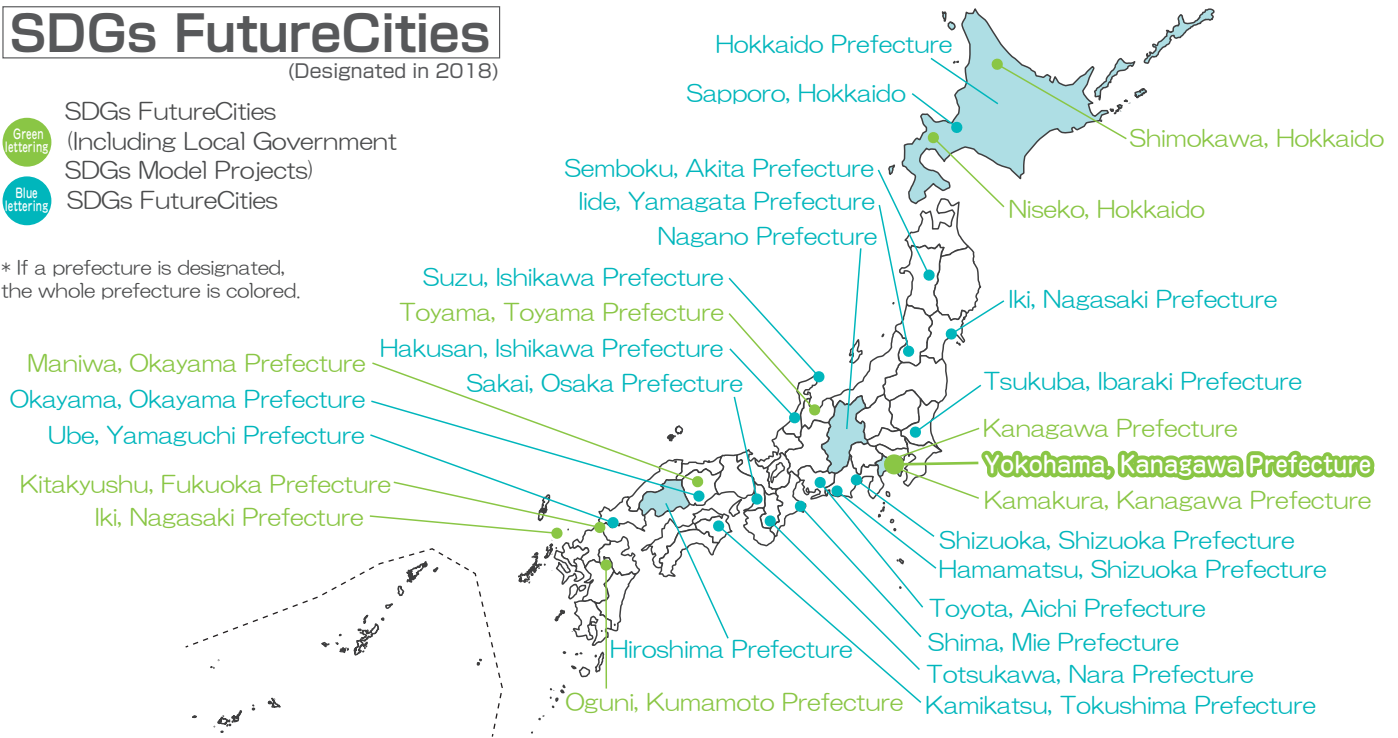 SDGs FutureCities
(Designated in 2018)
Green
lettering
SDGs FutureCities
(Including Local Government
SDGs Model Projects)
Blue
lettering
SDGs FutureCities
* If a prefecture is designated,
the whole prefecture is colored.
Hokkaido Prefecture
Sapporo, Hokkaido
Shimokawa, Hokkaido
Niseko, Hokkaido
Semboku, Akita Prefecture
Iide, Yamagata Prefecture
Nagano Prefecture
Suzu, Ishikawa Prefecture
Toyama, Toyama Prefecture
Hakusan, Ishikawa Prefecture
Sakai, Osaka Prefecture
Maniwa, Okayama Prefecture
Okayama, Okayama Prefecture
Ube, Yamaguchi Prefecture
Kitakyushu, Fukuoka Prefecture
Iki, Nagasaki Prefecture
Iki, Nagasaki Prefecture
Tsukuba, Ibaraki Prefecture
Kanagawa Prefecture
Yokohama, Kanagawa Prefecture
Kamakura, Kanagawa Prefecture
Shizuoka, Shizuoka Prefecture
Hamamatsu, Shizuoka Prefecture
Toyota, Aichi Prefecture
Shima, Mie Prefecture
Totsukawa, Nara Prefecture
Kamikatsu, Tokushima Prefecture
Hiroshima Prefecture
Oguni, Kumamoto Prefecture